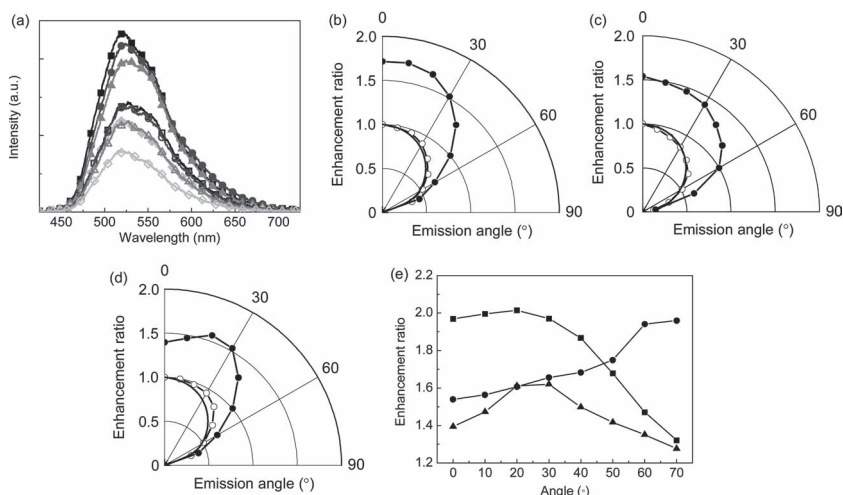 (a)
Intensity (a.u.)
450 500 550 600 650 700
Wavelength (nm)
(b)
0
30
60
90
2.0
1.5
1.0
0.5
0
Enhancement ratio
Emission angle (°)
(c)
0
30
60
90
2.0
1.5
1.0
0.5
0
Enhancement ratio
Emission angle (°)
(d)
0
30
60
90
2.0
1.5
1.0
0.5
0
Enhancement ratio
Emission angle (°)
(e)
2.2
2.0
1.8
1.6
1.4
1.2
Enhancement ratio
0 10 20 30 40 50 60 70
Angle (◦)